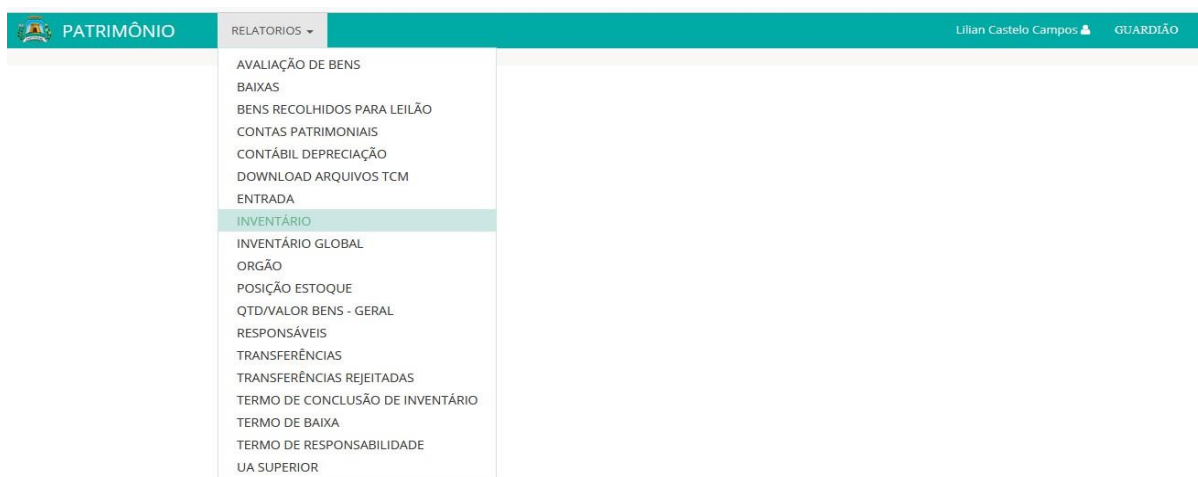 PATRIMÔNIO RELATORIOS Lilian Castelo Campos GUARDIÃO
AVALIAÇÃO DE BENS
BAIXAS
BENS RECOLHIDOS PARA LEILÃO
CONTAS PATRIMONIAIS
CONTÁBIL DEPRECIAÇÃO
DOWNLOAD ARQUIVOS TCM
ENTRADA
INVENTÁRIO
INVENTÁRIO GLOBAL
ORGÃO
POSIÇÃO ESTOQUE
QTD/VALOR BENS - GERAL
RESPONSÁVEIS
TRANSFERÊNCIAS
TRANSFERÊNCIAS REJEITADAS
TERMO DE CONCLUSÃO DE INVENTÁRIO
TERMO DE BAIXA
TERMO DE RESPONSABILIDADE
UA SUPERIOR